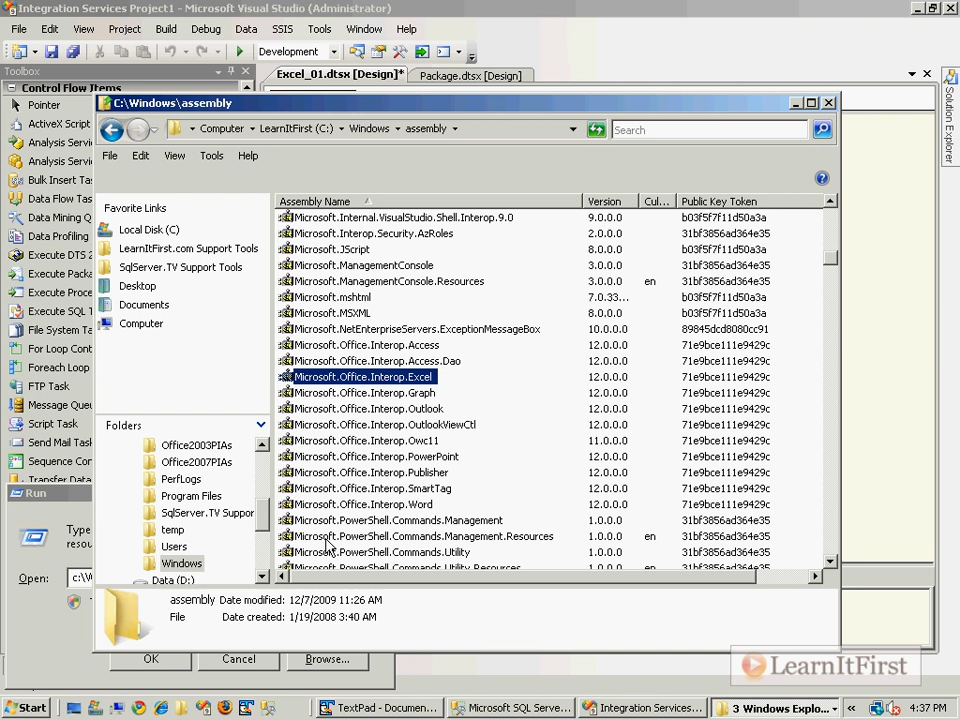 Integration Services Project1 - Microsoft Visual Studio (Administrator)
File Edit View Project Build Debug Data SSIS Tools Window Help
Development
Toolbox
Excel_01.dtsx [Design]* Package.dtsx [Design]
Control Flow Items
Pointer
ActiveX Script
Analysis Servi
Analysis Servi
Bulk Insert Ta
Data Flow Tas
Data Mining Q
Data Profiling
Execute DTS 2
Execute Packa
Execute Proce
Execute SQL T
File System Ta
For Loop Cont
Foreach Loop
FTP Task
Message Queu
Script Task
Send Mail Task
Sequence Con
Transfer Data
Solution Explorer
C:\Windows\assembly
Computer LearnItFirst (C:) Windows assembly
Search
File Edit View Tools Help
Favorite Links
Local Disk (C)
LearnItFirst.com Support Tools
SqlServer.TV Support Tools
Desktop
Documents
Computer
Folders
Office2003PIAs
Office2007PIAs
PerfLogs
Program Files
SqlServer.TV Suppor
temp
Users
Windows
Data (D:)
Assembly Name Version Cul... Public Key Token
Microsoft.Internal.VisualStudio.Shell.Interop.9.0 9.0.0.0 b03f5f7f11d50a3a
Microsoft.Interop.Security.AzRoles 2.0.0.0 31bf3856ad364e35
Microsoft.JScript 8.0.0.0 b03f5f7f11d50a3a
Microsoft.ManagementConsole 3.0.0.0 31bf3856ad364e35
Microsoft.ManagementConsole.Resources 3.0.0.0 en 31bf3856ad364e35
Microsoft.mshtml 7.0.33... b03f5f7f11d50a3a
Microsoft.MSXML 8.0.0.0 b03f5f7f11d50a3a
Microsoft.NetEnterpriseServers.ExceptionMessageBox 10.0.0.0 89845dcd8080cc91
Microsoft.Office.Interop.Access 12.0.0.0 71e9bce111e9429c
Microsoft.Office.Interop.Access.Dao 12.0.0.0 71e9bce111e9429c
Microsoft.Office.Interop.Excel 12.0.0.0 71e9bce111e9429c
Microsoft.Office.Interop.Graph 12.0.0.0 71e9bce111e9429c
Microsoft.Office.Interop.Outlook 12.0.0.0 71e9bce111e9429c
Microsoft.Office.Interop.OutlookViewCtl 12.0.0.0 71e9bce111e9429c
Microsoft.Office.Interop.Owc11 11.0.0.0 71e9bce111e9429c
Microsoft.Office.Interop.PowerPoint 12.0.0.0 71e9bce111e9429c
Microsoft.Office.Interop.Publisher 12.0.0.0 71e9bce111e9429c
Microsoft.Office.Interop.SmartTag 12.0.0.0 71e9bce111e9429c
Microsoft.Office.Interop.Word 12.0.0.0 71e9bce111e9429c
Microsoft.PowerShell.Commands.Management 1.0.0.0 31bf3856ad364e35
Microsoft.PowerShell.Commands.Management.Resources 1.0.0.0 en 31bf3856ad364e35
Microsoft.PowerShell.Commands.Utility 1.0.0.0 31bf3856ad364e35
Microsoft.PowerShell.Commands.Utility.Resources 1.0.0.0 en 31bf3856ad364e35
assembly Date modified: 12/7/2009 11:26 AM
File Date created: 1/19/2008 3:40 AM
Run
Type
resou
Open: c:\W
OK Cancel Browse...
LearnItFirst
Start TextPad - Documen... Microsoft SQL Serve... Integration Services... 3 Windows Explo... 4:37 PM